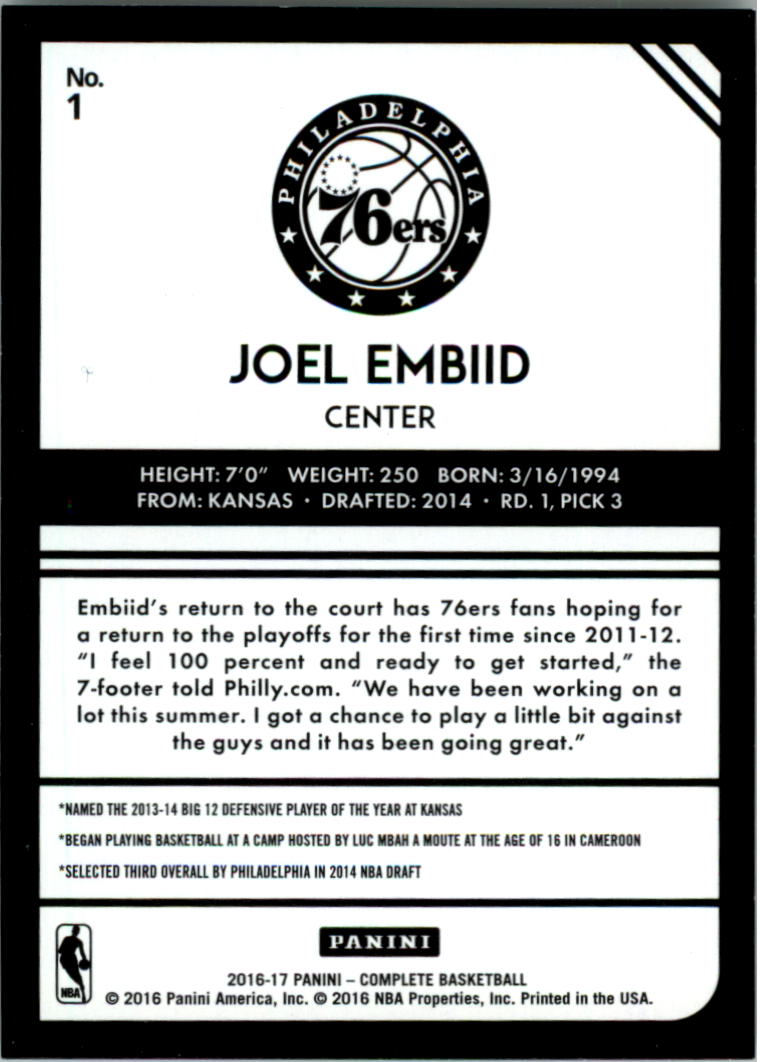 No.
1
PHILADELPHIA
76ers
JOEL EMBIID
CENTER
HEIGHT: 7'0" WEIGHT: 250 BORN: 3/16/1994
FROM: KANSAS • DRAFTED: 2014 • RD. 1, PICK 3
Embiid's return to the court has 76ers fans hoping for
a return to the playoffs for the first time since 2011-12.
"I feel 100 percent and ready to get started," the
7-footer told Philly.com. "We have been working on a
lot this summer. I got a chance to play a little bit against
the guys and it has been going great."
*NAMED THE 2013-14 BIG 12 DEFENSIVE PLAYER OF THE YEAR AT KANSAS
*BEGAN PLAYING BASKETBALL AT A CAMP HOSTED BY LUC MBAH A MOUTE AT THE AGE OF 16 IN CAMEROON
*SELECTED THIRD OVERALL BY PHILADELPHIA IN 2014 NBA DRAFT
NBA
PANINI
2016-17 PANINI – COMPLETE BASKETBALL
© 2016 Panini America, Inc. © 2016 NBA Properties, Inc. Printed in the USA.